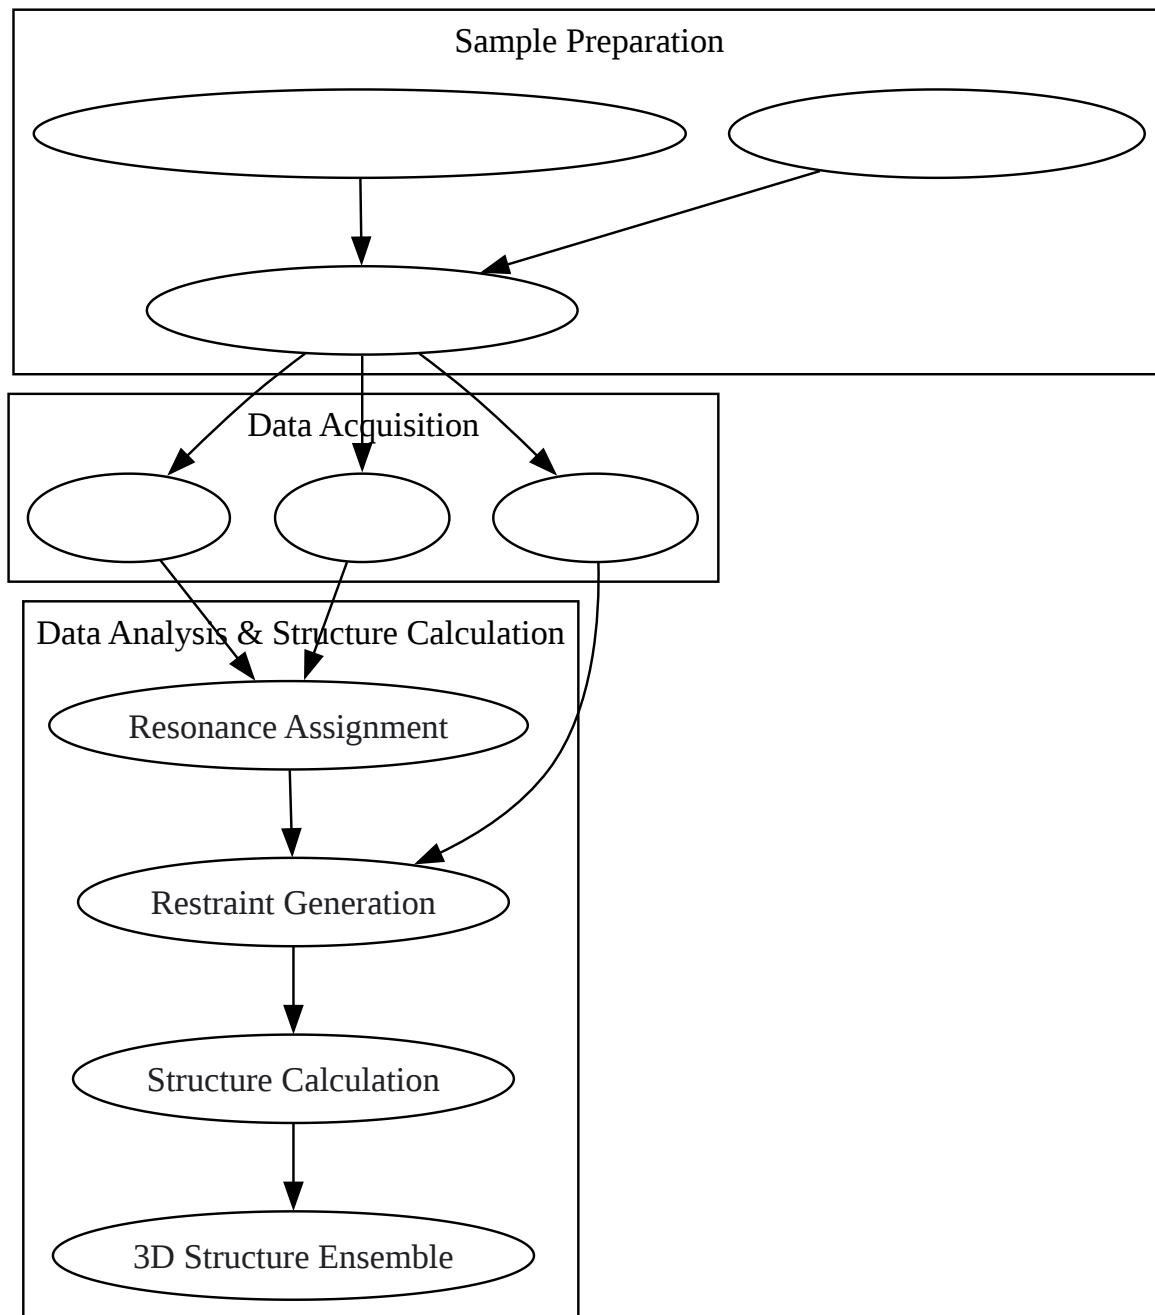 Sample Preparation
Data Acquisition
Data Analysis & Structure Calculation
Resonance Assignment
Restraint Generation
Structure Calculation
3D Structure Ensemble